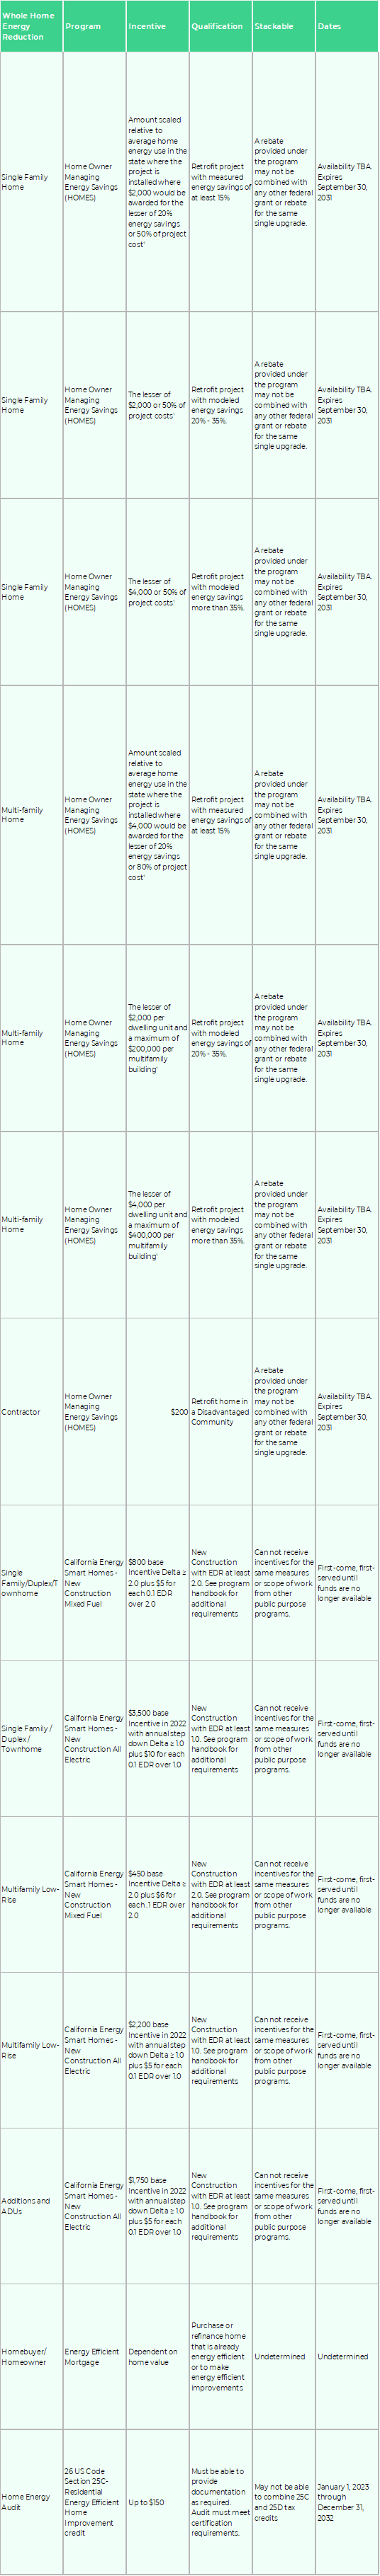 Whole Home
Energy
Reduction
Program
Incentive
Qualification
Stackable
Dates
Single Family
Home
Home Owner
Managing
Energy Savings
(HOMES)
Amount scaled
relative to
average home
energy use in the
state where the
project is
installed where
$2,000 would be
awarded for the
lesser of 20%
energy savings
or 50% of project
cost¹
Retrofit project
with measured
energy savings of
at least 15%
A rebate
provided under
the program
may not be
combined with
any other federal
grant or rebate
for the same
single upgrade.
Availability TBA.
Expires
September 30,
2031
Single Family
Home
Home Owner
Managing
Energy Savings
(HOMES)
The lesser of
$2,000 or 50% of
project costs¹
Retrofit project
with modeled
energy savings
20% - 35%.
A rebate
provided under
the program
may not be
combined with
any other federal
grant or rebate
for the same
single upgrade.
Availability TBA.
Expires
September 30,
2031
Single Family
Home
Home Owner
Managing
Energy Savings
(HOMES)
The lesser of
$4,000 or 50% of
project costs¹
Retrofit project
with modeled
energy savings
more than 35%.
A rebate
provided under
the program
may not be
combined with
any other federal
grant or rebate
for the same
single upgrade.
Availability TBA.
Expires
September 30,
2031
Multi-family
Home
Home Owner
Managing
Energy Savings
(HOMES)
Amount scaled
relative to
average home
energy use in the
state where the
project is
installed where
$4,000 would be
awarded for the
lesser of 20%
energy savings
or 80% of project
cost¹
Retrofit project
with measured
energy savings of
at least 15%
A rebate
provided under
the program
may not be
combined with
any other federal
grant or rebate
for the same
single upgrade.
Availability TBA.
Expires
September 30,
2031
Multi-family
Home
Home Owner
Managing
Energy Savings
(HOMES)
The lesser of
$2,000 per
dwelling unit and
a maximum of
$200,000 per
multifamily
building¹
Retrofit project
with modeled
energy savings of
20% - 35%.
A rebate
provided under
the program
may not be
combined with
any other federal
grant or rebate
for the same
single upgrade.
Availability TBA.
Expires
September 30,
2031
Multi-family
Home
Home Owner
Managing
Energy Savings
(HOMES)
The lesser of
$4,000 per
dwelling unit and
a maximum of
$400,000 per
multifamily
building¹
Retrofit project
with modeled
energy savings
more than 35%.
A rebate
provided under
the program
may not be
combined with
any other federal
grant or rebate
for the same
single upgrade.
Availability TBA.
Expires
September 30,
2031
Contractor
Home Owner
Managing
Energy Savings
(HOMES)
$200
Retrofit home in
a Disadvantaged
Community
A rebate
provided under
the program
may not be
combined with
any other federal
grant or rebate
for the same
single upgrade.
Availability TBA.
Expires
September 30,
2031
Single
Family/Duplex/T
ownhome
California Energy
Smart Homes -
New
Construction
Mixed Fuel
$800 base
Incentive Delta ≥
2.0 plus $5 for
each 0.1 EDR
over 2.0
New
Construction
with EDR at least
2.0. See program
handbook for
additional
requirements
Can not receive
incentives for the
same measures
or scope of work
from other
public purpose
programs.
First-come, first-
served until
funds are no
longer available
Single Family /
Duplex /
Townhome
California Energy
Smart Homes -
New
Construction All
Electric
$3,500 base
Incentive in 2022
with annual step
down Delta ≥ 1.0
plus $10 for each
0.1 EDR over 1.0
New
Construction
with EDR at least
1.0. See program
handbook for
additional
requirements
Can not receive
incentives for the
same measures
or scope of work
from other
public purpose
programs.
First-come, first-
served until
funds are no
longer available
Multifamily Low-
Rise
California Energy
Smart Homes -
New
Construction
Mixed Fuel
$450 base
Incentive Delta ≥
2.0 plus $6 for
each .1 EDR over
2.0
New
Construction
with EDR at least
2.0. See program
handbook for
additional
requirements
Can not receive
incentives for the
same measures
or scope of work
from other
public purpose
programs.
First-come, first-
served until
funds are no
longer available
Multifamily Low-
Rise
California Energy
Smart Homes -
New
Construction All
Electric
$2,200 base
Incentive in 2022
with annual step
down Delta ≥ 1.0
plus $5 for each
0.1 EDR over 1.0
New
Construction
with EDR at least
1.0. See program
handbook for
additional
requirements
Can not receive
incentives for the
same measures
or scope of work
from other
public purpose
programs.
First-come, first-
served until
funds are no
longer available
Additions and
ADUs
California Energy
Smart Homes -
New
Construction All
Electric
$1,750 base
Incentive in 2022
with annual step
down Delta ≥ 1.0
plus $5 for each
0.1 EDR over 1.0
New
Construction
with EDR at least
1.0. See program
handbook for
additional
requirements
Can not receive
incentives for the
same measures
or scope of work
from other
public purpose
programs.
First-come, first-
served until
funds are no
longer available
Homebuyer/
Homeowner
Energy Efficient
Mortgage
Dependent on
home value
Purchase or
refinance home
that is already
energy efficient
or to make
energy efficient
improvements
Undetermined
Undetermined
Home Energy
Audit
26 US Code
Section 25C-
Residential
Energy Efficient
Home
Improvement
credit
Up to $150
Must be able to
provide
documentation
as required.
Audit must meet
certification
requirements.
May not be able
to combine 25C
and 25D tax
credits
January 1, 2023
through
December 31,
2032